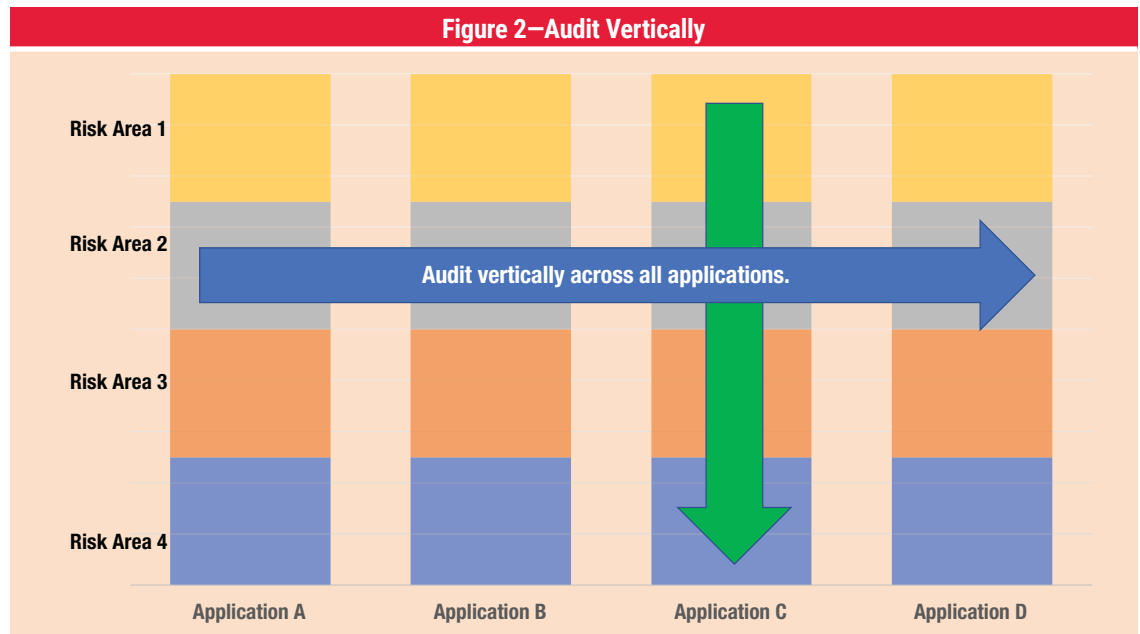 Figure 2—Audit Vertically
Risk Area 1
Risk Area 2
Audit vertically across all applications.
Risk Area 3
Risk Area 4
Application A
Application B
Application C
Application D